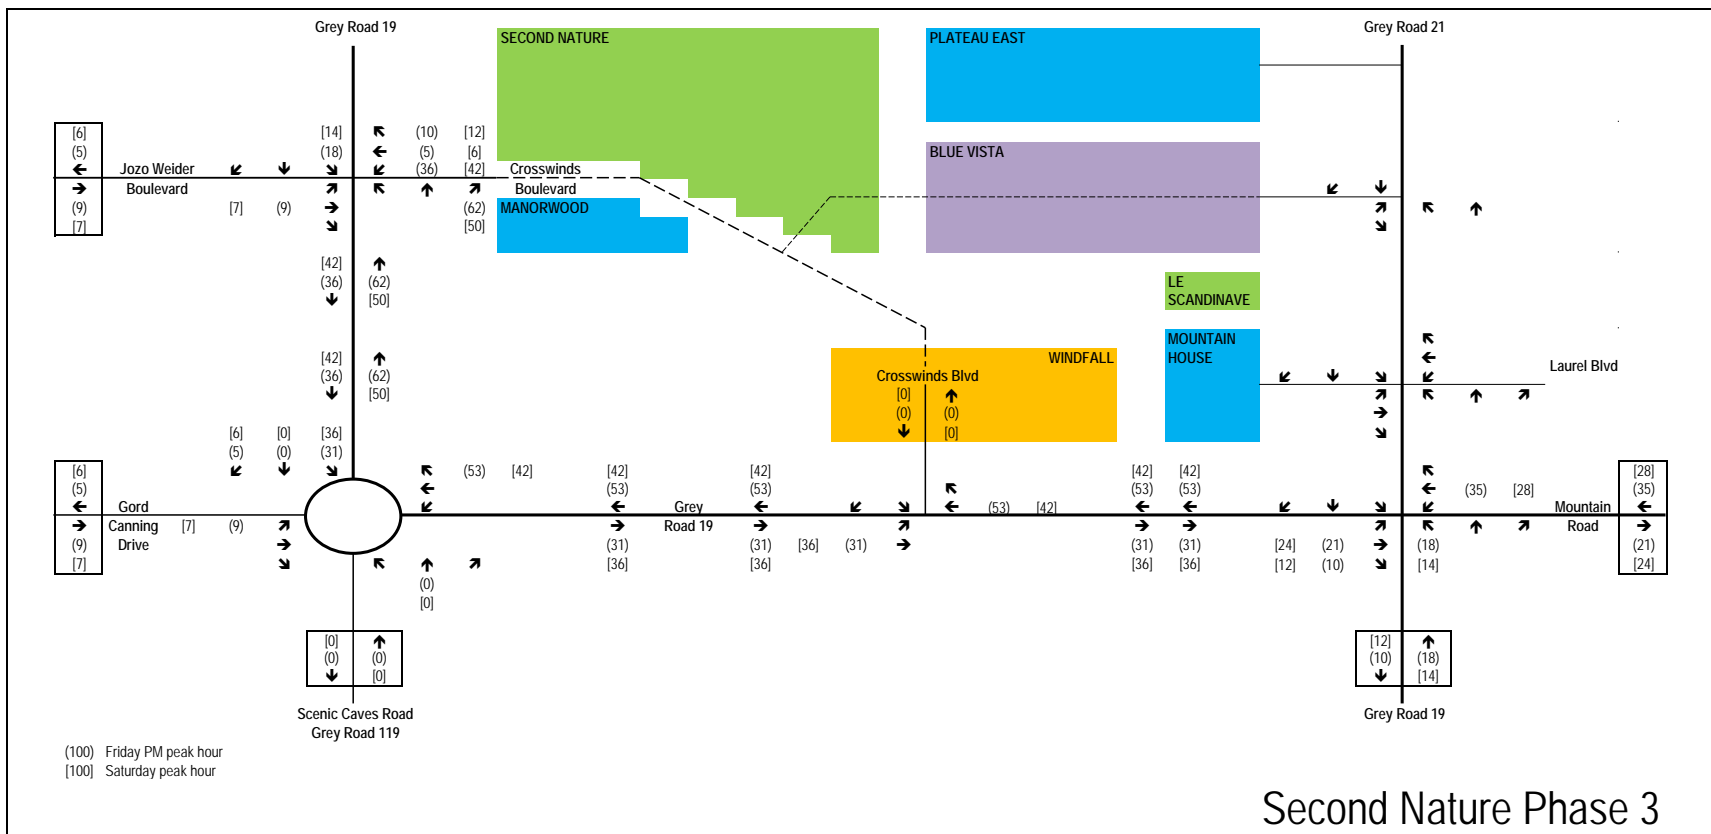 Grey Road 19
Grey Road 21
SECOND NATURE
PLATEAU EAST
[6] [14] (10) [12]
(5) (18) (5) [6]
BLUE VISTA
Jozo Weider (36) [42] Crosswinds
Boulevard Boulevard
(9) [7] (9) (62) MANORWOOD
[7] [50]
[42]
(36) (62)
[50]
LE
SCANDINAVE
[42]
(36) (62)
[50]
MOUNTAIN
HOUSE
WINDFALL
Laurel Blvd
Crosswinds Blvd
[0]
(0) (0)
[0]
[6] [0] [36]
(5) (0) (31)
[6] (53) [42] [42] [42] [42] [42] [28]
(5) (53) (53) (53) (53) (35) [28] (35)
Gord Grey (53) [42] Mountain
Canning [7] (9) Road 19 Road
Drive
(9) (31) (31) [36] (31) (31) (31) [24] (21) (18) (21)
[7] [36] [36] [36] [36] [12] (10) [14] [24]
(0)
[0]
[0] [12]
(0) (0) (10) (18)
[0] [14]
Scenic Caves Road
Grey Road 119
Grey Road 19
(100) Friday PM peak hour
[100] Saturday peak hour
Second Nature Phase 3